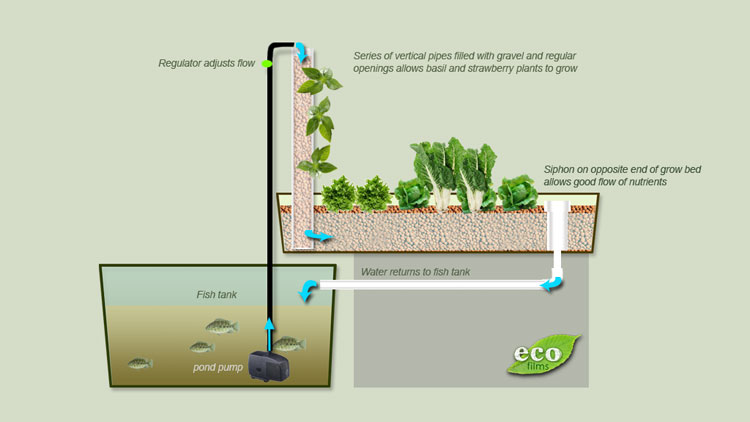 Regulator adjusts flow
Series of vertical pipes filled with gravel and regular
openings allows basil and strawberry plants to grow
Siphon on opposite end of grow bed
allows good flow of nutrients
Water returns to fish tank
Fish tank
pond pump
eco
films